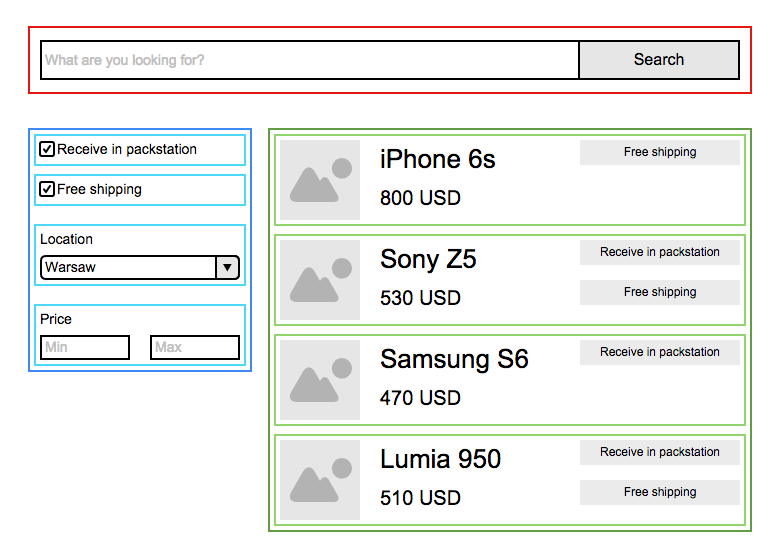 What are you looking for? Search
Receive in packstation
Free shipping
Location
Warsaw
Price
Min Max
iPhone 6s Free shipping
800 USD
Sony Z5 Receive in packstation
530 USD Free shipping
Samsung S6 Receive in packstation
470 USD
Lumia 950 Receive in packstation
510 USD Free shipping